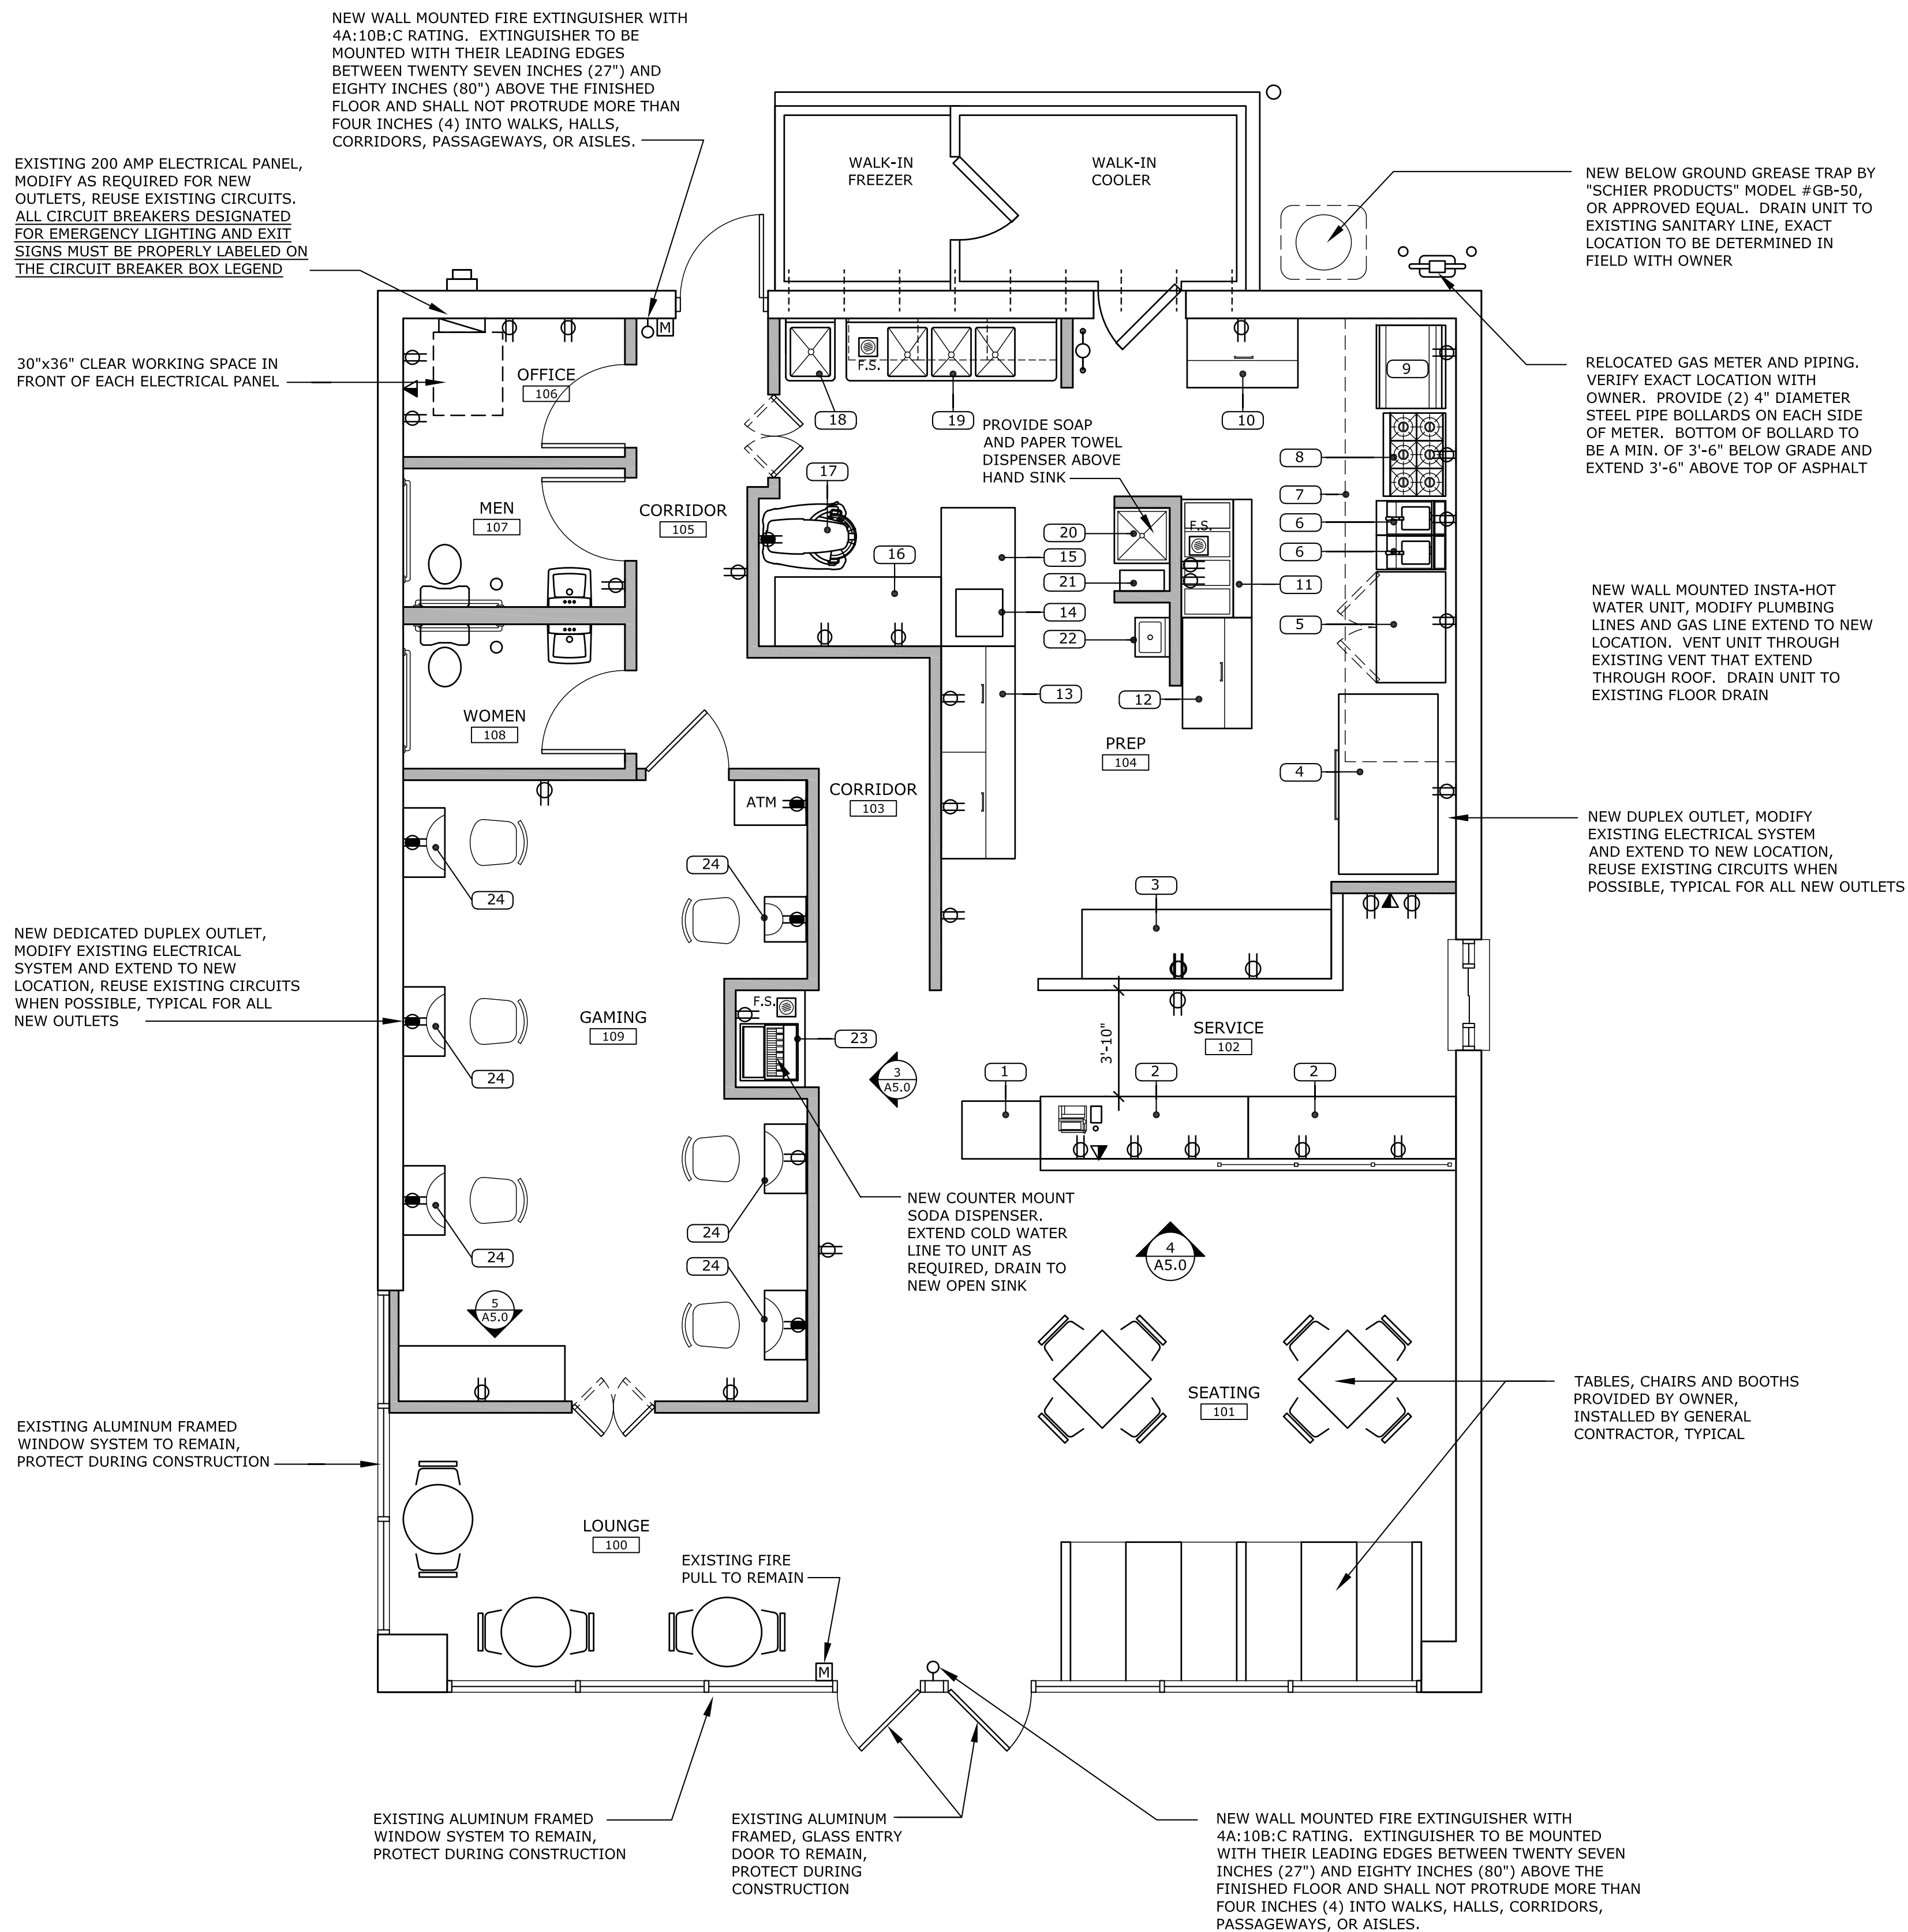 NEW WALL MOUNTED FIRE EXTINGUISHER WITH
4A:10B:C RATING. EXTINGUISHER TO BE
MOUNTED WITH THEIR LEADING EDGES
BETWEEN TWENTY SEVEN INCHES (27") AND
EIGHTY INCHES (80") ABOVE THE FINISHED
FLOOR AND SHALL NOT PROTRUDE MORE THAN
FOUR INCHES (4) INTO WALKS, HALLS,
CORRIDORS, PASSAGEWAYS, OR AISLES.
EXISTING 200 AMP ELECTRICAL PANEL,
MODIFY AS REQUIRED FOR NEW
OUTLETS, REUSE EXISTING CIRCUITS.
ALL CIRCUIT BREAKERS DESIGNATED
FOR EMERGENCY LIGHTING AND EXIT
SIGNS MUST BE PROPERLY LABELED ON
THE CIRCUIT BREAKER BOX LEGEND
WALK-IN
FREEZER
WALK-IN
COOLER
NEW BELOW GROUND GREASE TRAP BY
"SCHIER PRODUCTS" MODEL #GB-50,
OR APPROVED EQUAL. DRAIN UNIT TO
EXISTING SANITARY LINE, EXACT
LOCATION TO BE DETERMINED IN
FIELD WITH OWNER
M
30"x36" CLEAR WORKING SPACE IN
FRONT OF EACH ELECTRICAL PANEL
OFFICE
106
F.S.
18
19
10
9
RELOCATED GAS METER AND PIPING.
VERIFY EXACT LOCATION WITH
OWNER. PROVIDE (2) 4" DIAMETER
STEEL PIPE BOLLARDS ON EACH SIDE
OF METER. BOTTOM OF BOLLARD TO
BE A MIN. OF 3'-6" BELOW GRADE AND
EXTEND 3'-6" ABOVE TOP OF ASPHALT
PROVIDE SOAP
AND PAPER TOWEL
DISPENSER ABOVE
HAND SINK
17
8
7
6
6
MEN
107
CORRIDOR
105
16
20
15
21
14
22
F.S.
11
5
13
12
4
NEW WALL MOUNTED INSTA-HOT
WATER UNIT, MODIFY PLUMBING
LINES AND GAS LINE EXTEND TO NEW
LOCATION. VENT UNIT THROUGH
EXISTING VENT THAT EXTEND
THROUGH ROOF. DRAIN UNIT TO
EXISTING FLOOR DRAIN
WOMEN
108
PREP
104
ATM
CORRIDOR
103
NEW DUPLEX OUTLET, MODIFY
EXISTING ELECTRICAL SYSTEM
AND EXTEND TO NEW LOCATION,
REUSE EXISTING CIRCUITS WHEN
POSSIBLE, TYPICAL FOR ALL NEW OUTLETS
24
24
3
NEW DEDICATED DUPLEX OUTLET,
MODIFY EXISTING ELECTRICAL
SYSTEM AND EXTEND TO NEW
LOCATION, REUSE EXISTING CIRCUITS
WHEN POSSIBLE, TYPICAL FOR ALL
NEW OUTLETS
GAMING
109
F.S.
23
24
3
A5.0
3'-10"
SERVICE
102
1
2
2
24
24
24
NEW COUNTER MOUNT
SODA DISPENSER.
EXTEND COLD WATER
LINE TO UNIT AS
REQUIRED, DRAIN TO
NEW OPEN SINK
4
A5.0
5
A5.0
SEATING
101
TABLES, CHAIRS AND BOOTHS
PROVIDED BY OWNER,
INSTALLED BY GENERAL
CONTRACTOR, TYPICAL
EXISTING ALUMINUM FRAMED
WINDOW SYSTEM TO REMAIN,
PROTECT DURING CONSTRUCTION
LOUNGE
100
EXISTING FIRE
PULL TO REMAIN
M
EXISTING ALUMINUM FRAMED
WINDOW SYSTEM TO REMAIN,
PROTECT DURING CONSTRUCTION
EXISTING ALUMINUM
FRAMED, GLASS ENTRY
DOOR TO REMAIN,
PROTECT DURING
CONSTRUCTION
NEW WALL MOUNTED FIRE EXTINGUISHER WITH
4A:10B:C RATING. EXTINGUISHER TO BE MOUNTED
WITH THEIR LEADING EDGES BETWEEN TWENTY SEVEN
INCHES (27") AND EIGHTY INCHES (80") ABOVE THE
FINISHED FLOOR AND SHALL NOT PROTRUDE MORE THAN
FOUR INCHES (4) INTO WALKS, HALLS, CORRIDORS,
PASSAGEWAYS, OR AISLES.